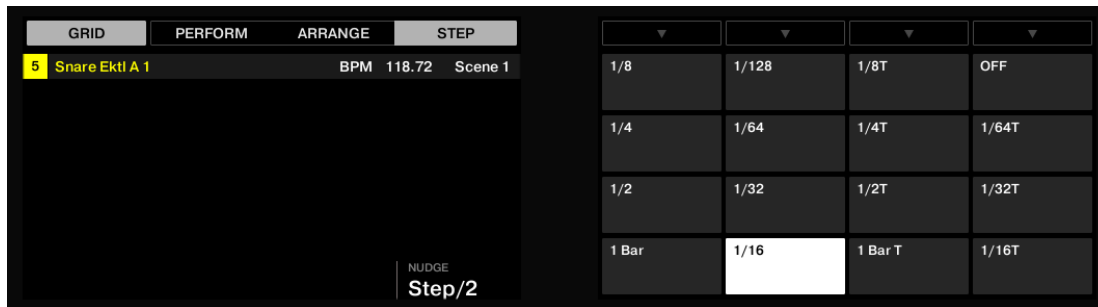 GRID PERFORM ARRANGE STEP
5 Snare Ektl A 1 BPM 118.72 Scene 1
NUDGE
Step/2
1/8 1/128 1/8T OFF
1/4 1/64 1/4T 1/64T
1/2 1/32 1/2T 1/32T
1 Bar 1/16 1 Bar T 1/16T